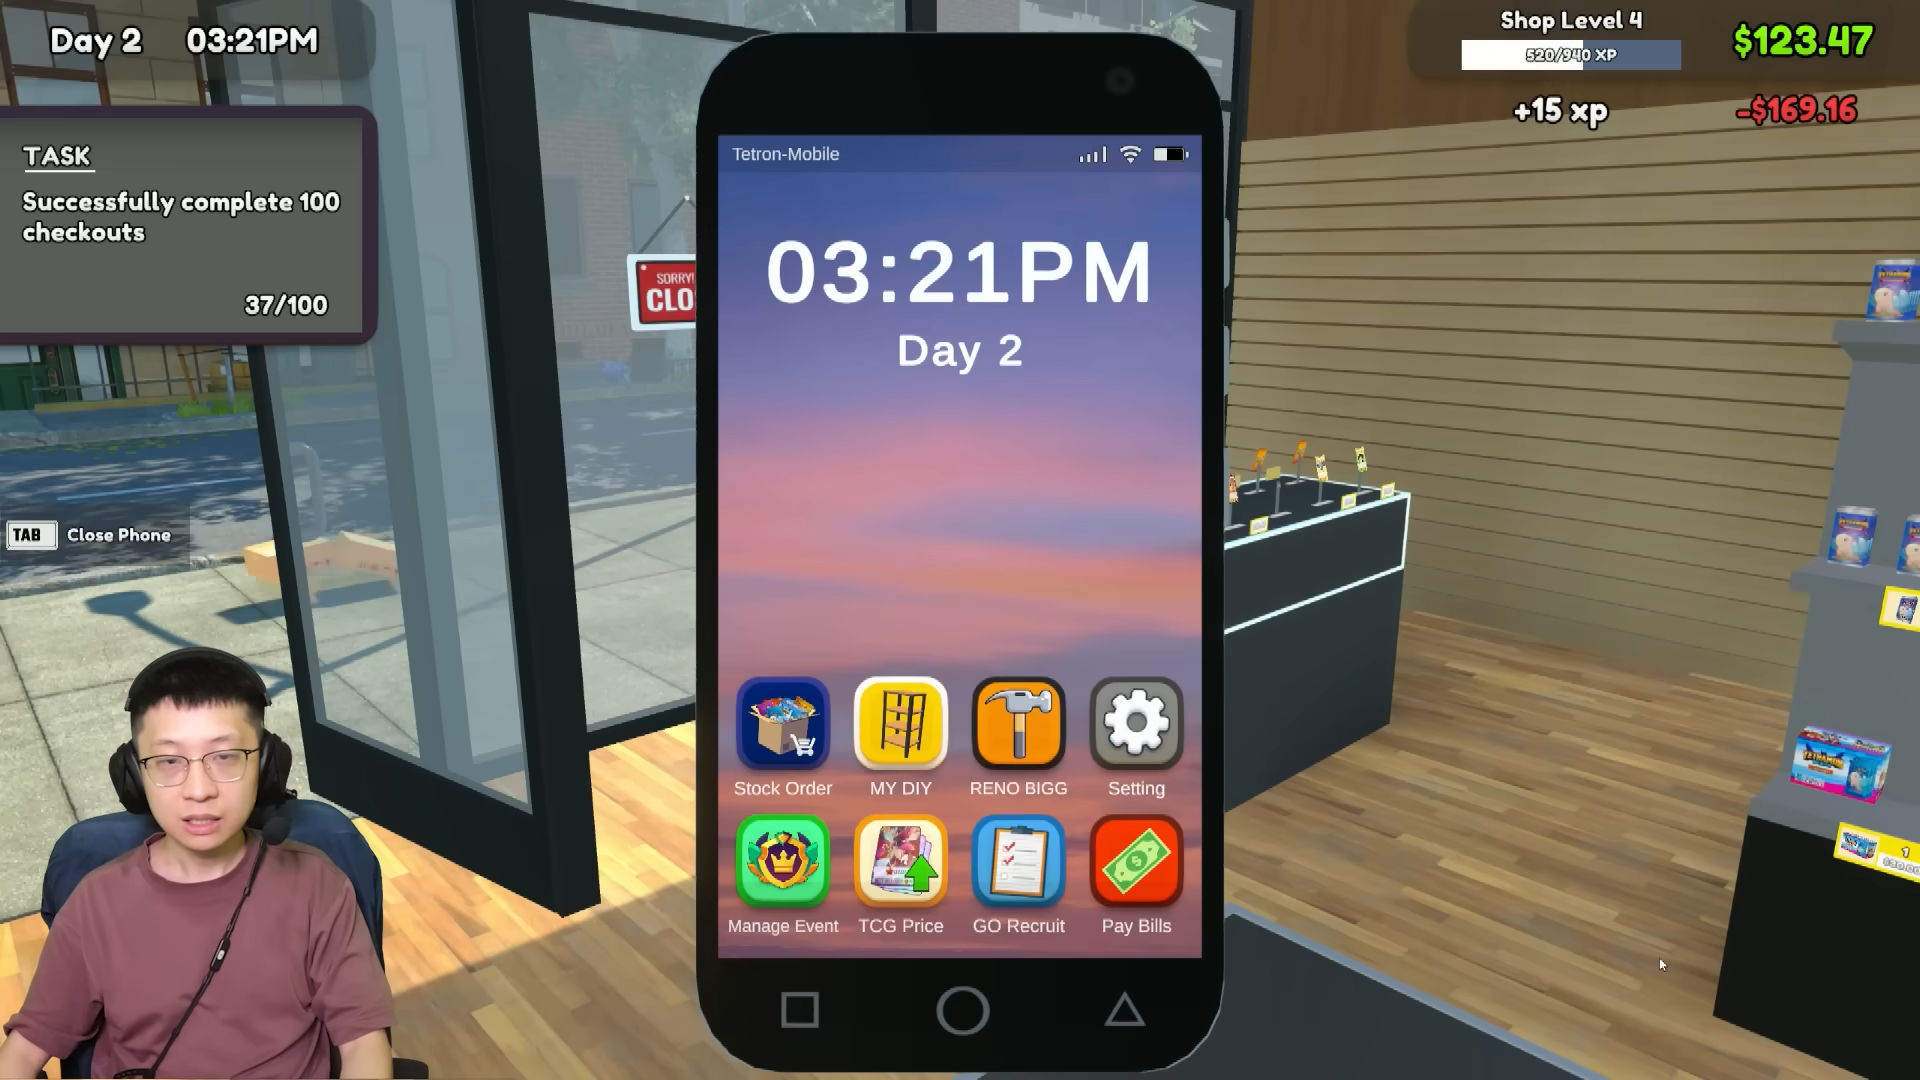 Day 2 03:21PM
Shop Level 4
520/940 XP
$123.47
+15 xp
-$169.16
TASK
Successfully complete 100
checkouts
37/100
TAB Close Phone
SORRY!
CLO
Tetron-Mobile
03:21PM
Day 2
Stock Order
MY DIY
RENO BIGG
Setting
Manage Event
TCG Price
GO Recruit
Pay Bills
TETRAMON
1